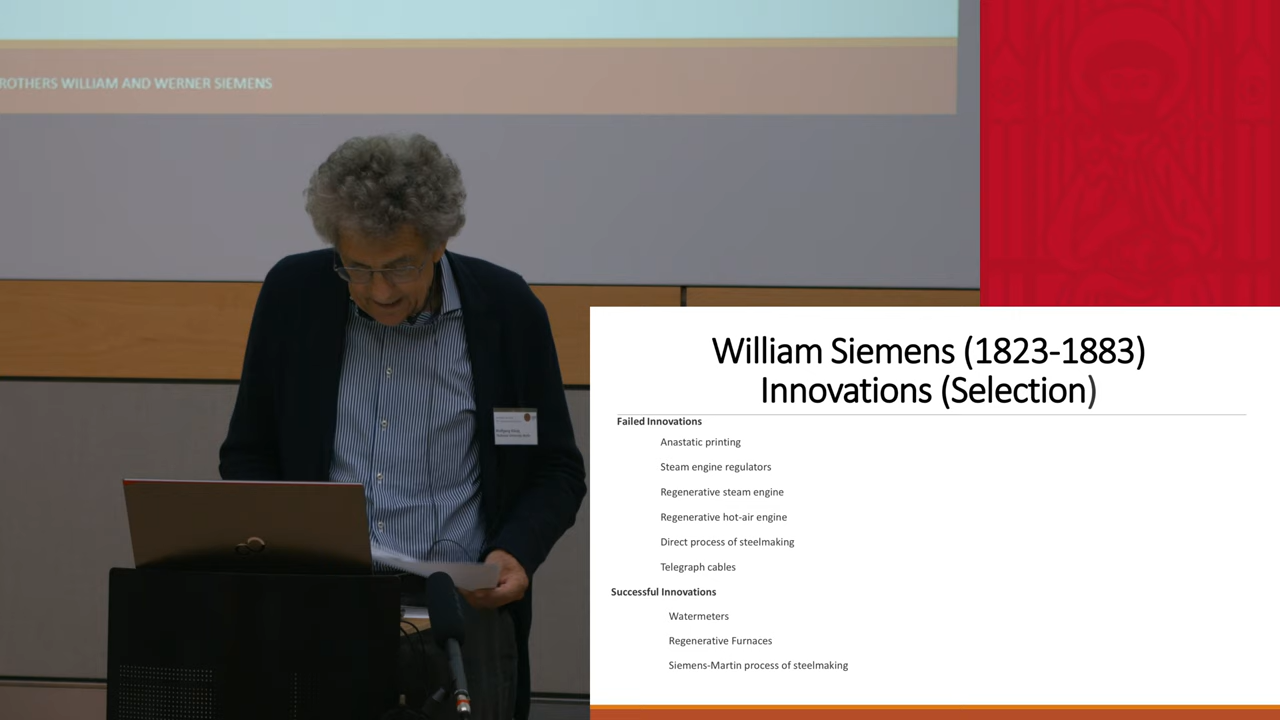 ROTHERS WILLIAM AND WERNER SIEMENS
William Siemens (1823-1883)
Innovations (Selection)
Failed Innovations
Anastatic printing
Steam engine regulators
Regenerative steam engine
Regenerative hot-air engine
Direct process of steelmaking
Telegraph cables
Successful Innovations
Watermeters
Regenerative Furnaces
Siemens-Martin process of steelmaking